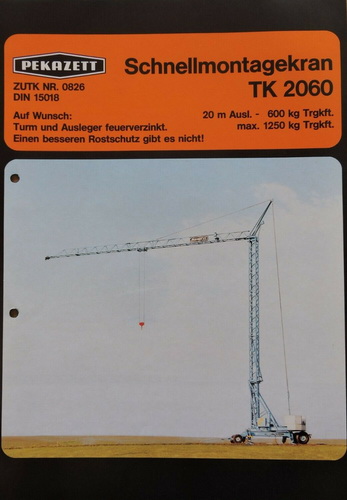 PEKAZETT
Schnellmontagekran
TK 2060
ZUTK NR. 0826
DIN 15018
Auf Wunsch:
20 m Ausl. - 600 kg Trgkft.
Turm und Ausleger feuerverzinkt.
max. 1250 kg Trgkft.
Einen besseren Rostschutz gibt es nicht!